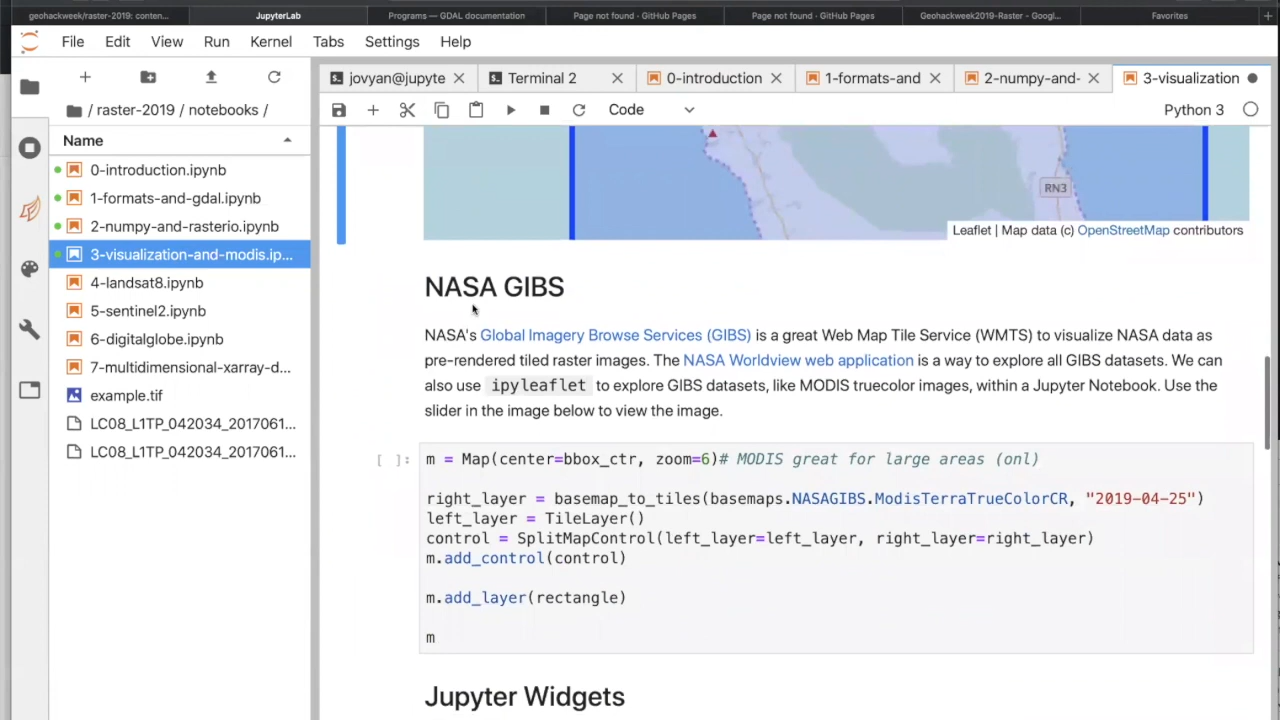 geohackweek/raster-2019: conten... JupyterLab Programs — GDAL documentation Page not found · GitHub Pages Page not found · GitHub Pages Geohackweek2019-Raster - Googl... Favorites
File Edit View Run Kernel Tabs Settings Help
jovyan@jupyte Terminal 2 0-introduction 1-formats-and 2-numpy-and- 3-visualization
/ raster-2019 / notebooks /
Code Python 3
Name
0-introduction.ipynb
1-formats-and-gdal.ipynb
2-numpy-and-rasterio.ipynb
3-visualization-and-modis.ip...
4-landsat8.ipynb
5-sentinel2.ipynb
6-digitalglobe.ipynb
7-multidimensional-xarray-d...
example.tif
LC08_L1TP_042034_2017061...
LC08_L1TP_042034_2017061...
RN3
Leaflet | Map data (c) OpenStreetMap contributors
NASA GIBS
NASA's Global Imagery Browse Services (GIBS) is a great Web Map Tile Service (WMTS) to visualize NASA data as
pre-rendered tiled raster images. The NASA Worldview web application is a way to explore all GIBS datasets. We can
also use ipyleaflet to explore GIBS datasets, like MODIS truecolor images, within a Jupyter Notebook. Use the
slider in the image below to view the image.
[ ]: m = Map(center=bbox_ctr, zoom=6)# MODIS great for large areas (onl)
right_layer = basemap_to_tiles(basemaps.NASAGIBS.ModisTerraTrueColorCR, "2019-04-25")
left_layer = TileLayer()
control = SplitMapControl(left_layer=left_layer, right_layer=right_layer)
m.add_control(control)
m.add_layer(rectangle)
m
Jupyter Widgets